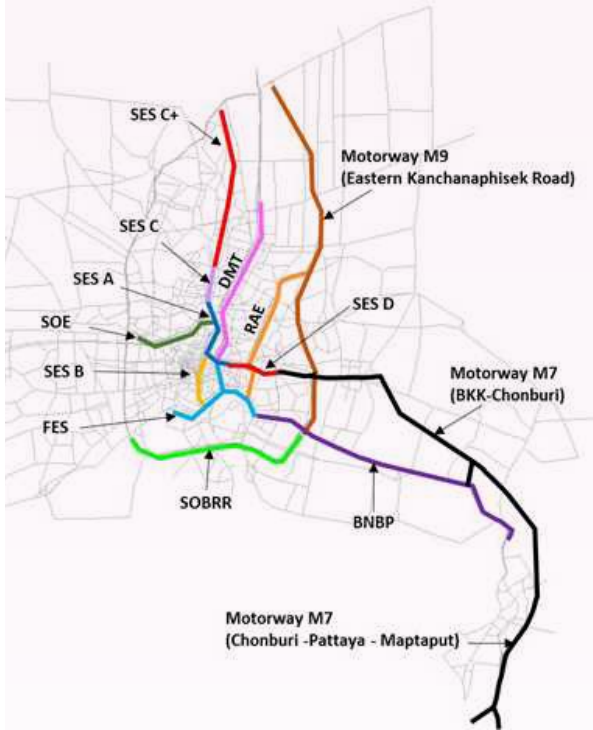 SES C+
Motorway M9
(Eastern Kanchanaphisek Road)
SES C
DMT
SES A
RAE
SES D
SOE
SES B
Motorway M7
(BKK-Chonburi)
FES
SOBRR
BNBP
Motorway M7
(Chonburi -Pattaya - Maptaput)